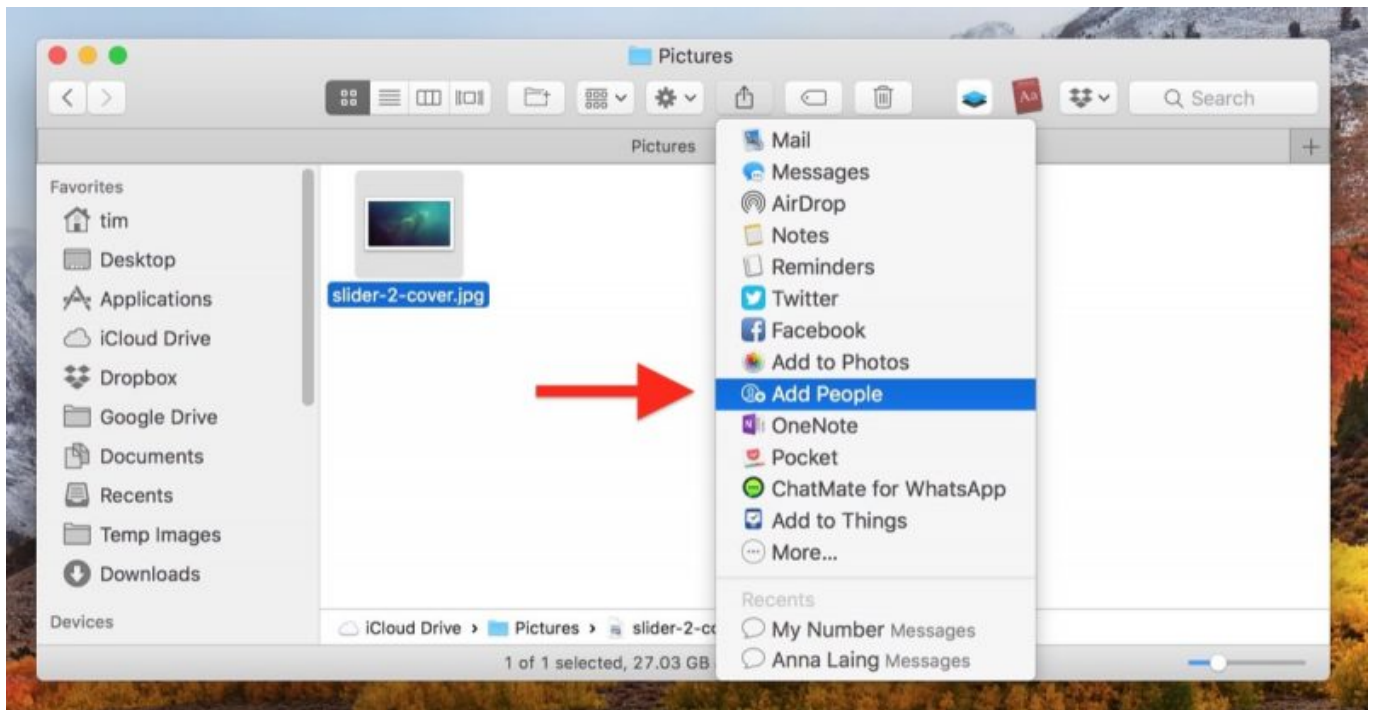 Pictures
Search
Aa
Pictures
Favorites
tim
Desktop
Applications
iCloud Drive
Dropbox
Google Drive
Documents
Recents
Temp Images
Downloads
Devices
slider-2-cover.jpg
Mail
Messages
AirDrop
Notes
Reminders
Twitter
Facebook
Add to Photos
Add People
OneNote
Pocket
ChatMate for WhatsApp
Add to Things
More...
Recents
My Number Messages
Anna Laing Messages
iCloud Drive › Pictures › slider-2-co
1 of 1 selected, 27.03 GB